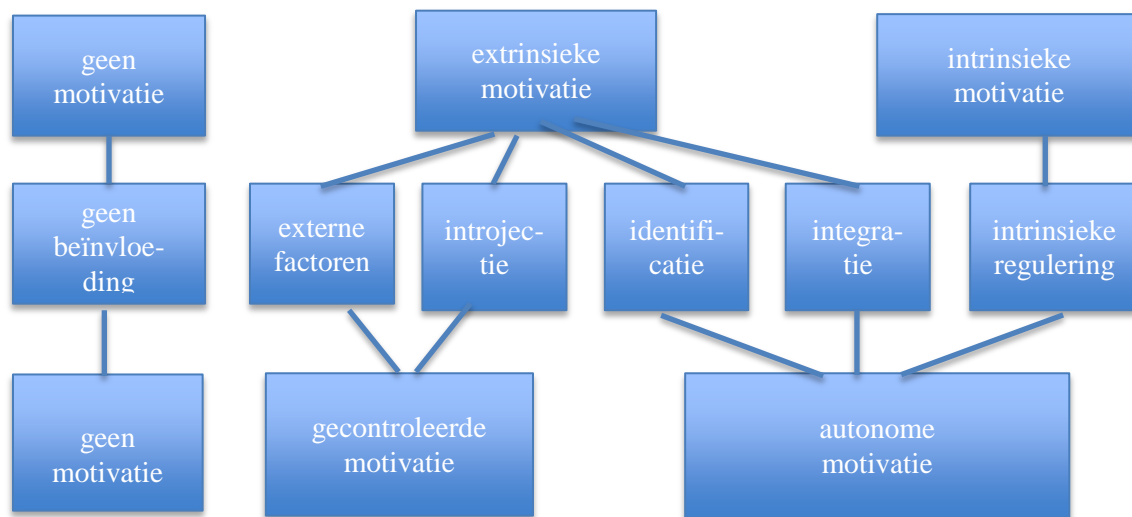 geen
motivatie
extrinsieke
motivatie
intrinsieke
motivatie
geen
beïnvloe-
ding
externe
factoren
introjec-
tie
identifi-
catie
integra-
tie
intrinsieke
regulering
geen
motivatie
gecontroleerde
motivatie
autonome
motivatie